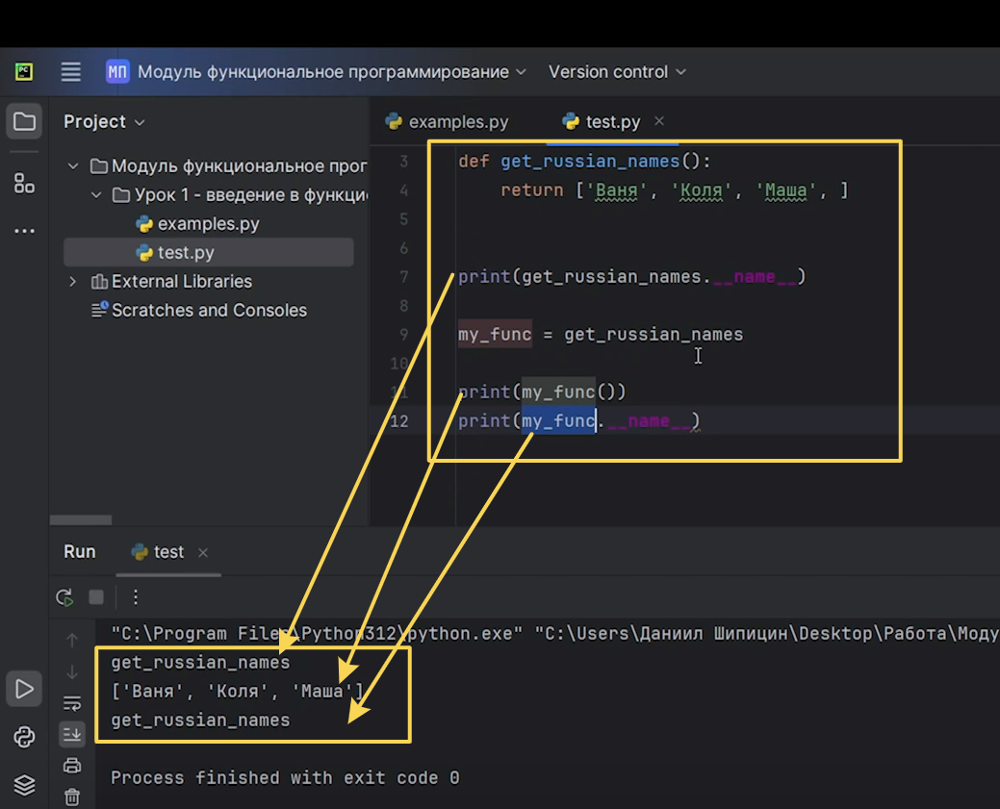 PC
МП Модуль функциональное программирование Version control
Project
examples.py test.py
Модуль функциональное прог
Урок 1 - введение в функци
examples.py
test.py
External Libraries
Scratches and Consoles
3 def get_russian_names():
4 return ['Ваня', 'Коля', 'Маша', ]
5
6
7 print(get_russian_names.__name__)
8
9 my_func = get_russian_names
10
11 print(my_func())
12 print(my_func.__name__)
Run test
"C:\Program Files\Python312\python.exe" "C:\Users\Даниил Шипицин\Desktop\Работа\Моду
get_russian_names
['Ваня', 'Коля', 'Маша']
get_russian_names
Process finished with exit code 0